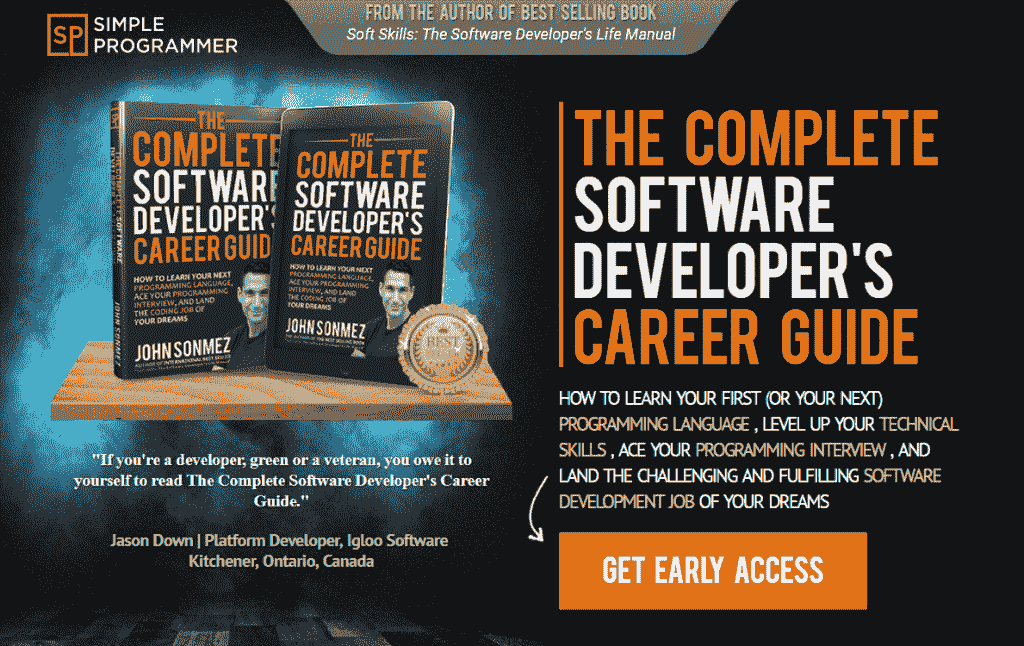 SP SIMPLE
PROGRAMMER
FROM THE AUTHOR OF BEST SELLING BOOK
Soft Skills: The Software Developer's Life Manual
THE
COMPLETE
SOFTWARE
DEVELOPER'S
CAREER GUID
HOW TO LEARN YOUR NEXT
PROGRAMMING LANGUAGE,
ACE YOUR PROGRAMMING
INTERVIEW, AND LAND
THE CODING JOB OF
YOUR DREAMS
JOHN SONMEZ
THE
COMPLETE
SOFTWARE
DEVELOPER'S
CAREER GUIDE
HOW TO LEARN YOUR NEXT
PROGRAMMING LANGUAGE,
ACE YOUR PROGRAMMING
INTERVIEW, AND LAND
THE CODING JOB OF
YOUR DREAMS
JOHN SONMEZ
BEST
THE COMPLETE
SOFTWARE
DEVELOPER'S
CAREER GUIDE
HOW TO LEARN YOUR FIRST (OR YOUR NEXT)
PROGRAMMING LANGUAGE , LEVEL UP YOUR TECHNICAL
SKILLS , ACE YOUR PROGRAMMING INTERVIEW , AND
LAND THE CHALLENGING AND FULFILLING SOFTWARE
DEVELOPMENT JOB OF YOUR DREAMS
GET EARLY ACCESS
"If you're a developer, green or a veteran, you owe it to
yourself to read The Complete Software Developer's Career
Guide."
Jason Down | Platform Developer, Igloo Software
Kitchener, Ontario, Canada